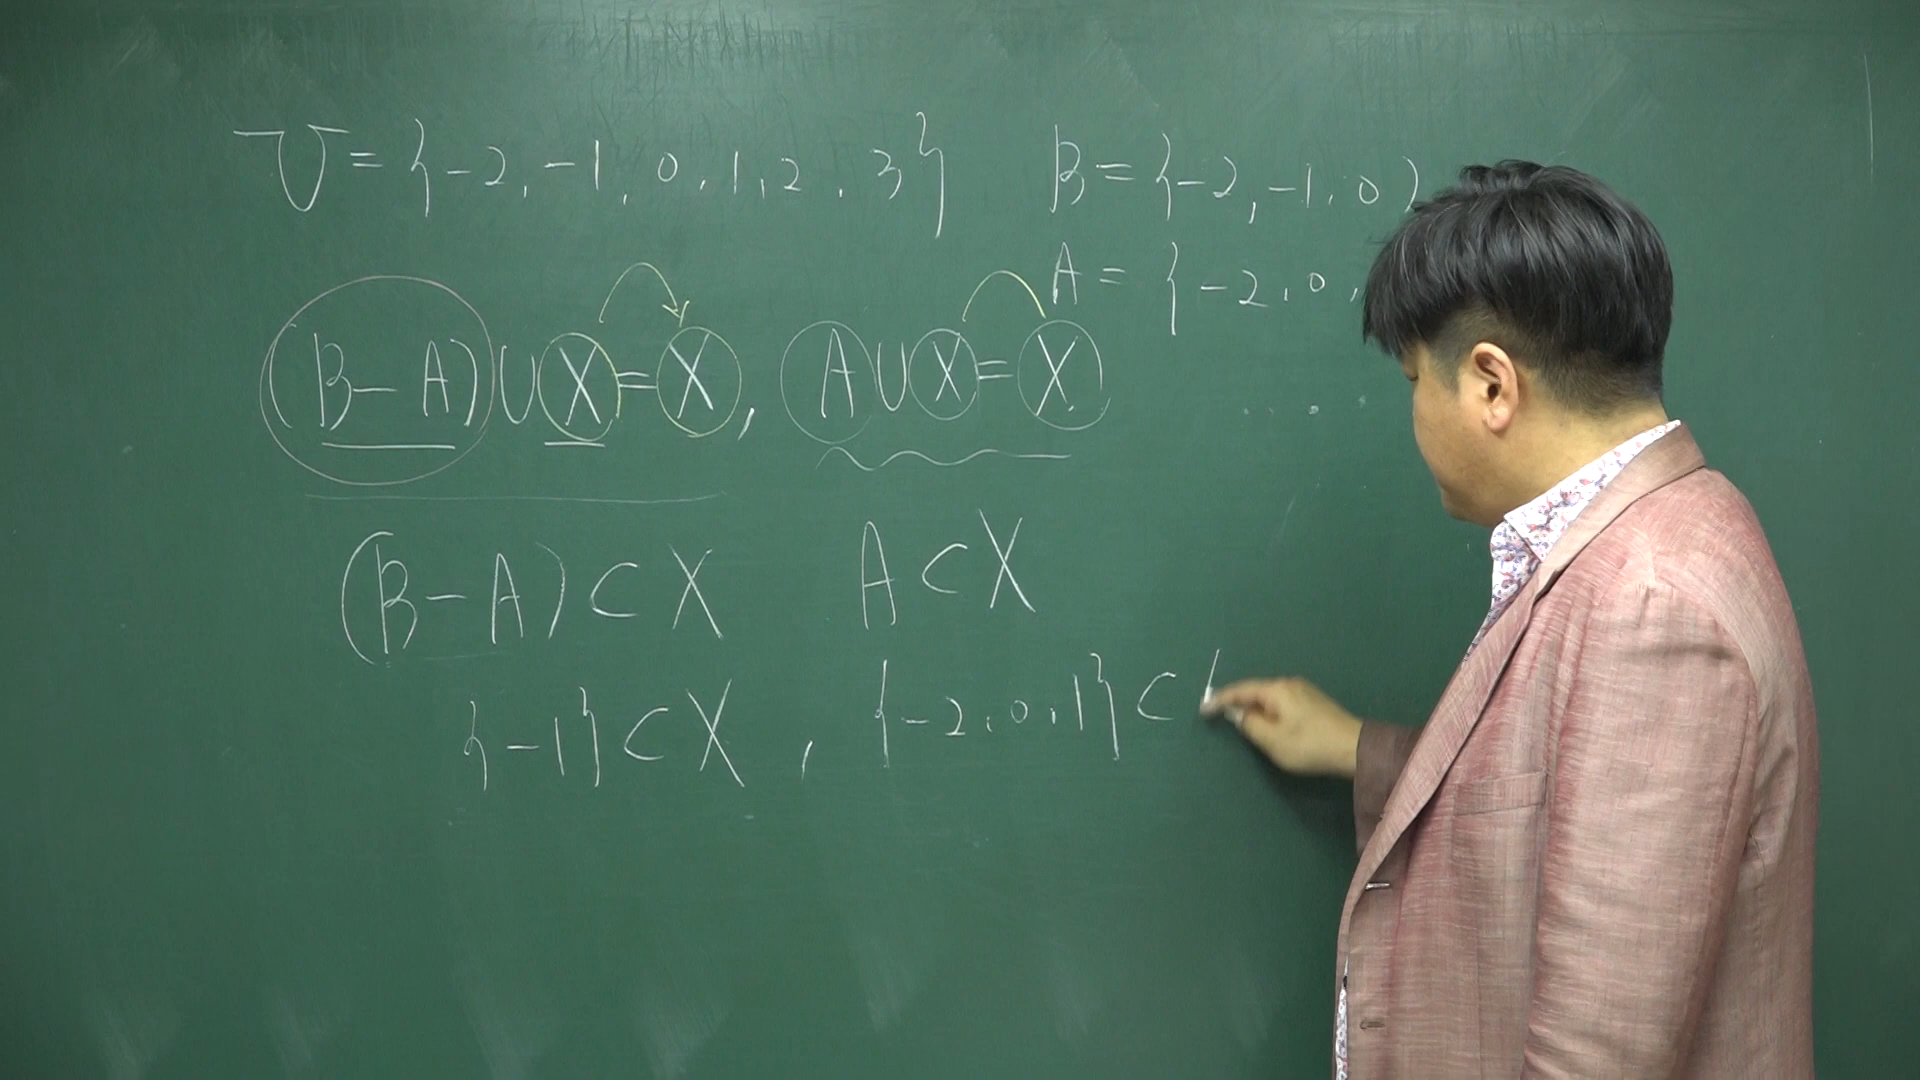 U = {-2, -1, 0, 1, 2, 3} B = {-2, -1, 0
A = {-2, 0,
(B-A)∪X=X, A∪X=X
(B-A)⊂X A⊂X
{-1}⊂X, {-2, 0, 1}⊂